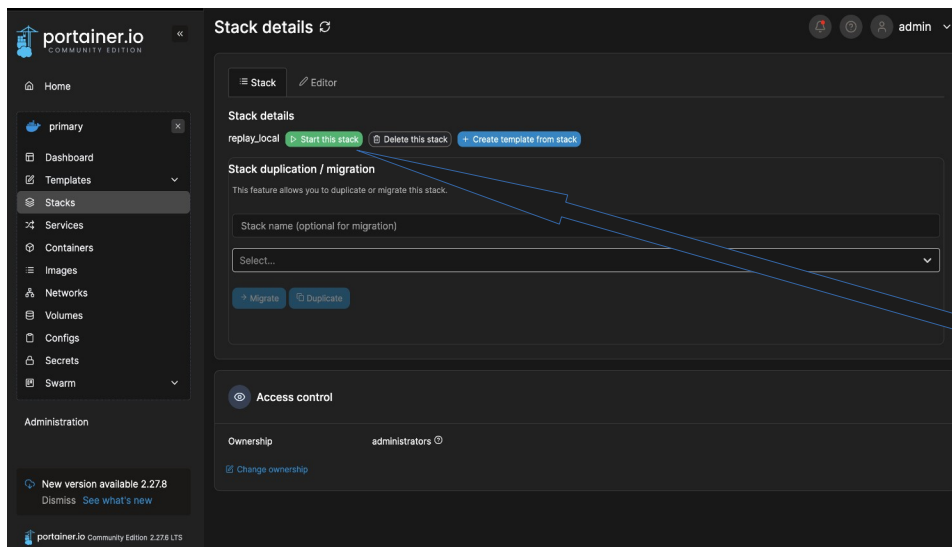 portainer.io
COMMUNITY EDITION
Home
primary
Dashboard
Templates
Stacks
Services
Containers
Images
Networks
Volumes
Configs
Secrets
Swarm
Administration
New version available 2.27.8
Dismiss See what's new
portainer.io Community Edition 2.27.6 LTS
Stack details
admin
Stack Editor
Stack details
replay_local Start this stack Delete this stack + Create template from stack
Stack duplication / migration
This feature allows you to duplicate or migrate this stack.
Stack name (optional for migration)
Select...
Migrate Duplicate
Access control
Ownership administrators
Change ownership